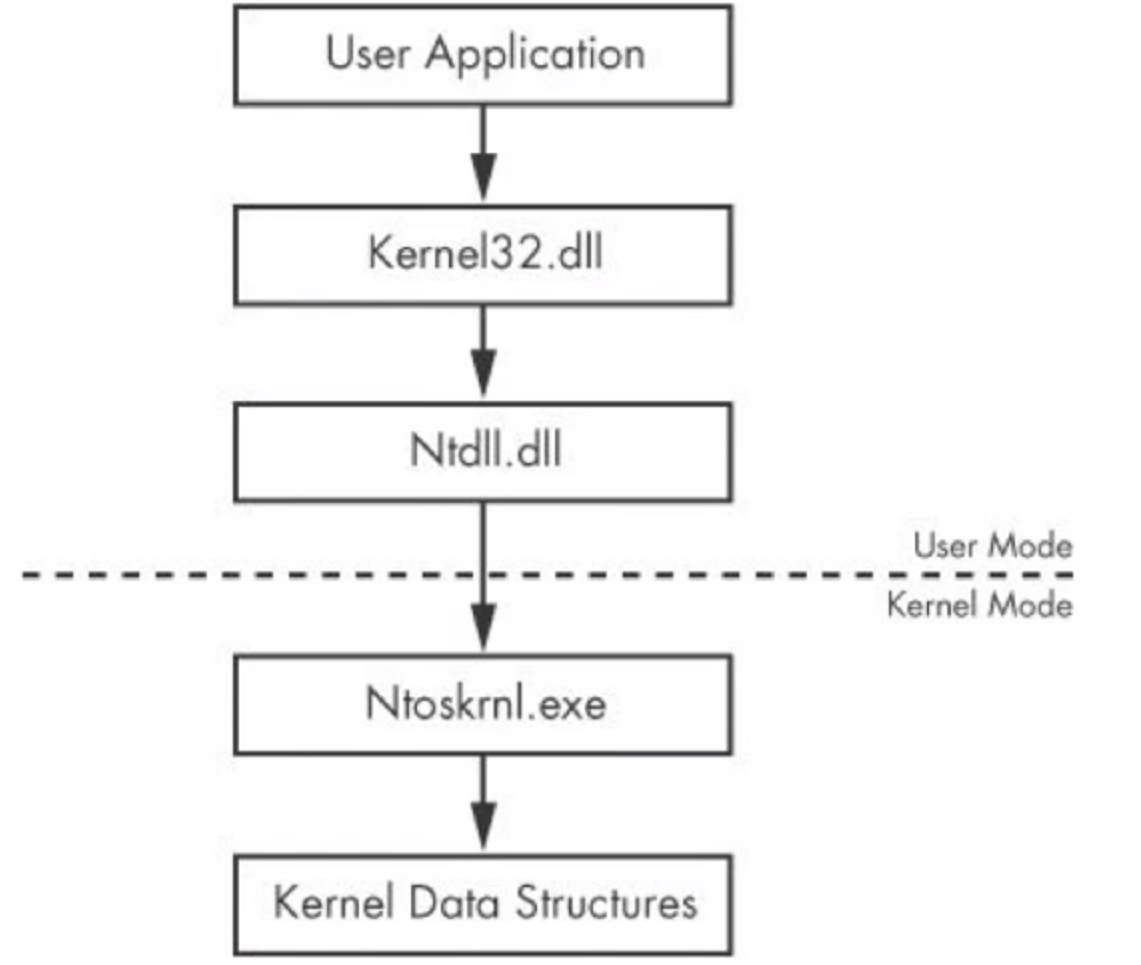 User Application
Kernel32.dll
Ntdll.dll
User Mode
Kernel Mode
Ntoskrnl.exe
Kernel Data Structures